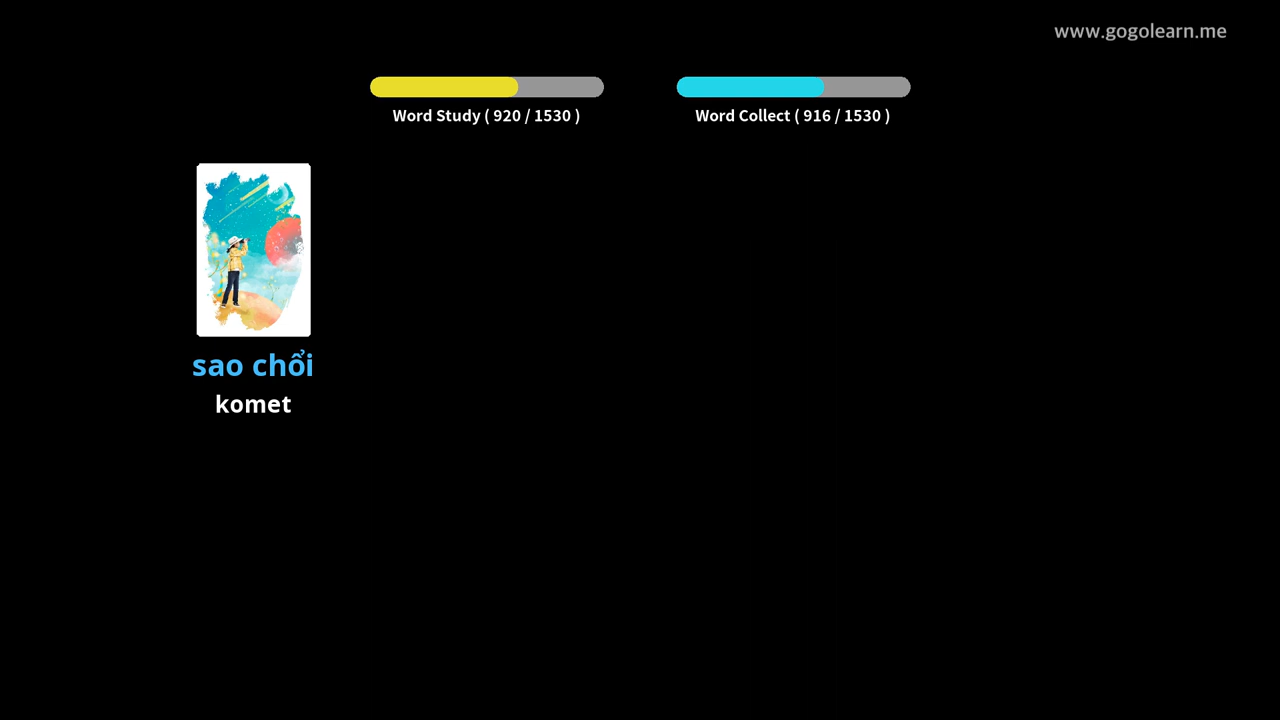 www.gogolearn.me
Word Study ( 920 / 1530 )
Word Collect ( 916 / 1530 )
sao chổi
komet